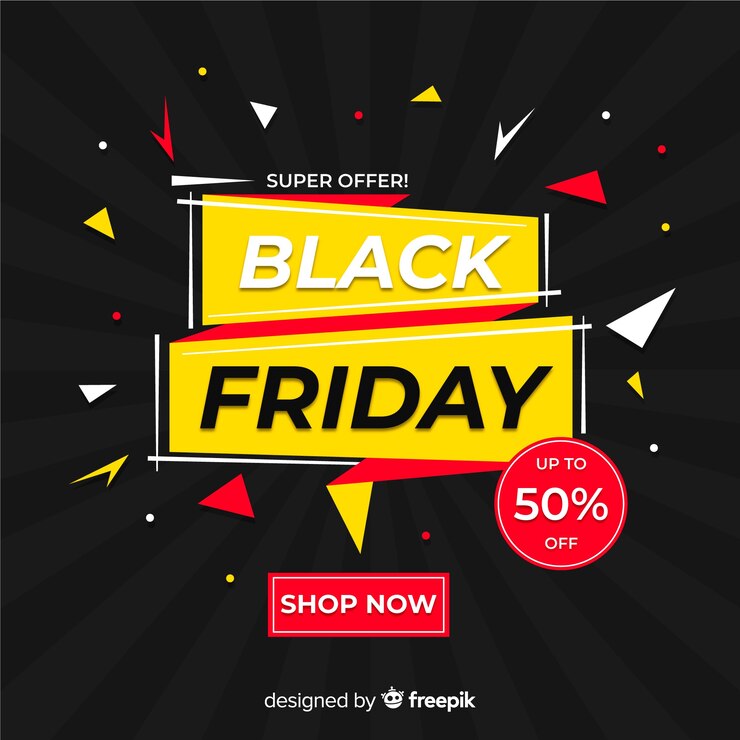 SUPER OFFER!
BLACK
FRIDAY
UP TO
50%
OFF
SHOP NOW
designed by freepik